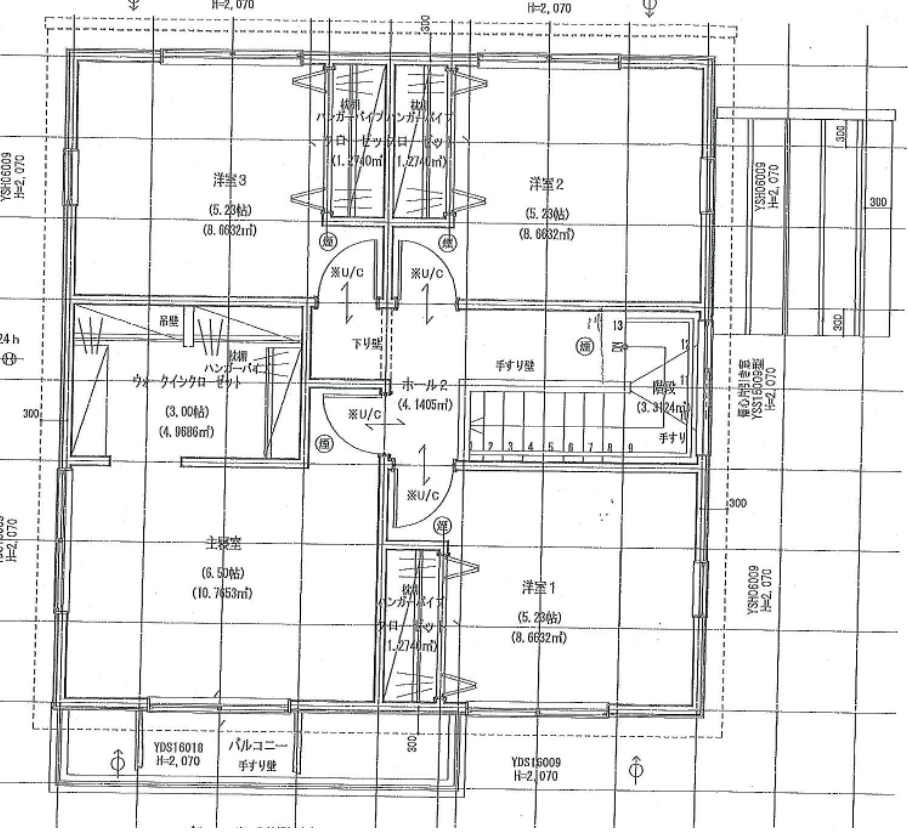 H=2,070
H=2,070
300
枕棚
ハンガーパイプ
クローゼット
(1.2740㎡)
枕棚
ハンガーパイプ
クローゼット
(1.2740㎡)
洋室3
(5.23帖)
(8.6632㎡)
洋室2
(5.23帖)
(8.6632㎡)
YSH06009
H=2,070
YSH06009
H=2,070
300
300
300
煙
煙
※U/C
※U/C
吊壁
枕棚
ハンガーパイプ
ウォークインクローゼット
(3.00帖)
(4.9686㎡)
24h
下り壁
ホール2
(4.1405㎡)
手すり壁
煙
13
DN
12
11
階段
(3.3124㎡)
手すり
1 2 3 4 5 6 7 8 9
H=2,070
300
※U/C
煙
※U/C
煙
300
H=2,070
主寝室
(6.50帖)
(10.7653㎡)
枕棚
ハンガーパイプ
クローゼット
(1.2740㎡)
洋室1
(5.23帖)
(8.6632㎡)
YSH06009
H=2,070
300
YDS16018
H=2,070
バルコニー
手すり壁
YDS16009
H=2,070